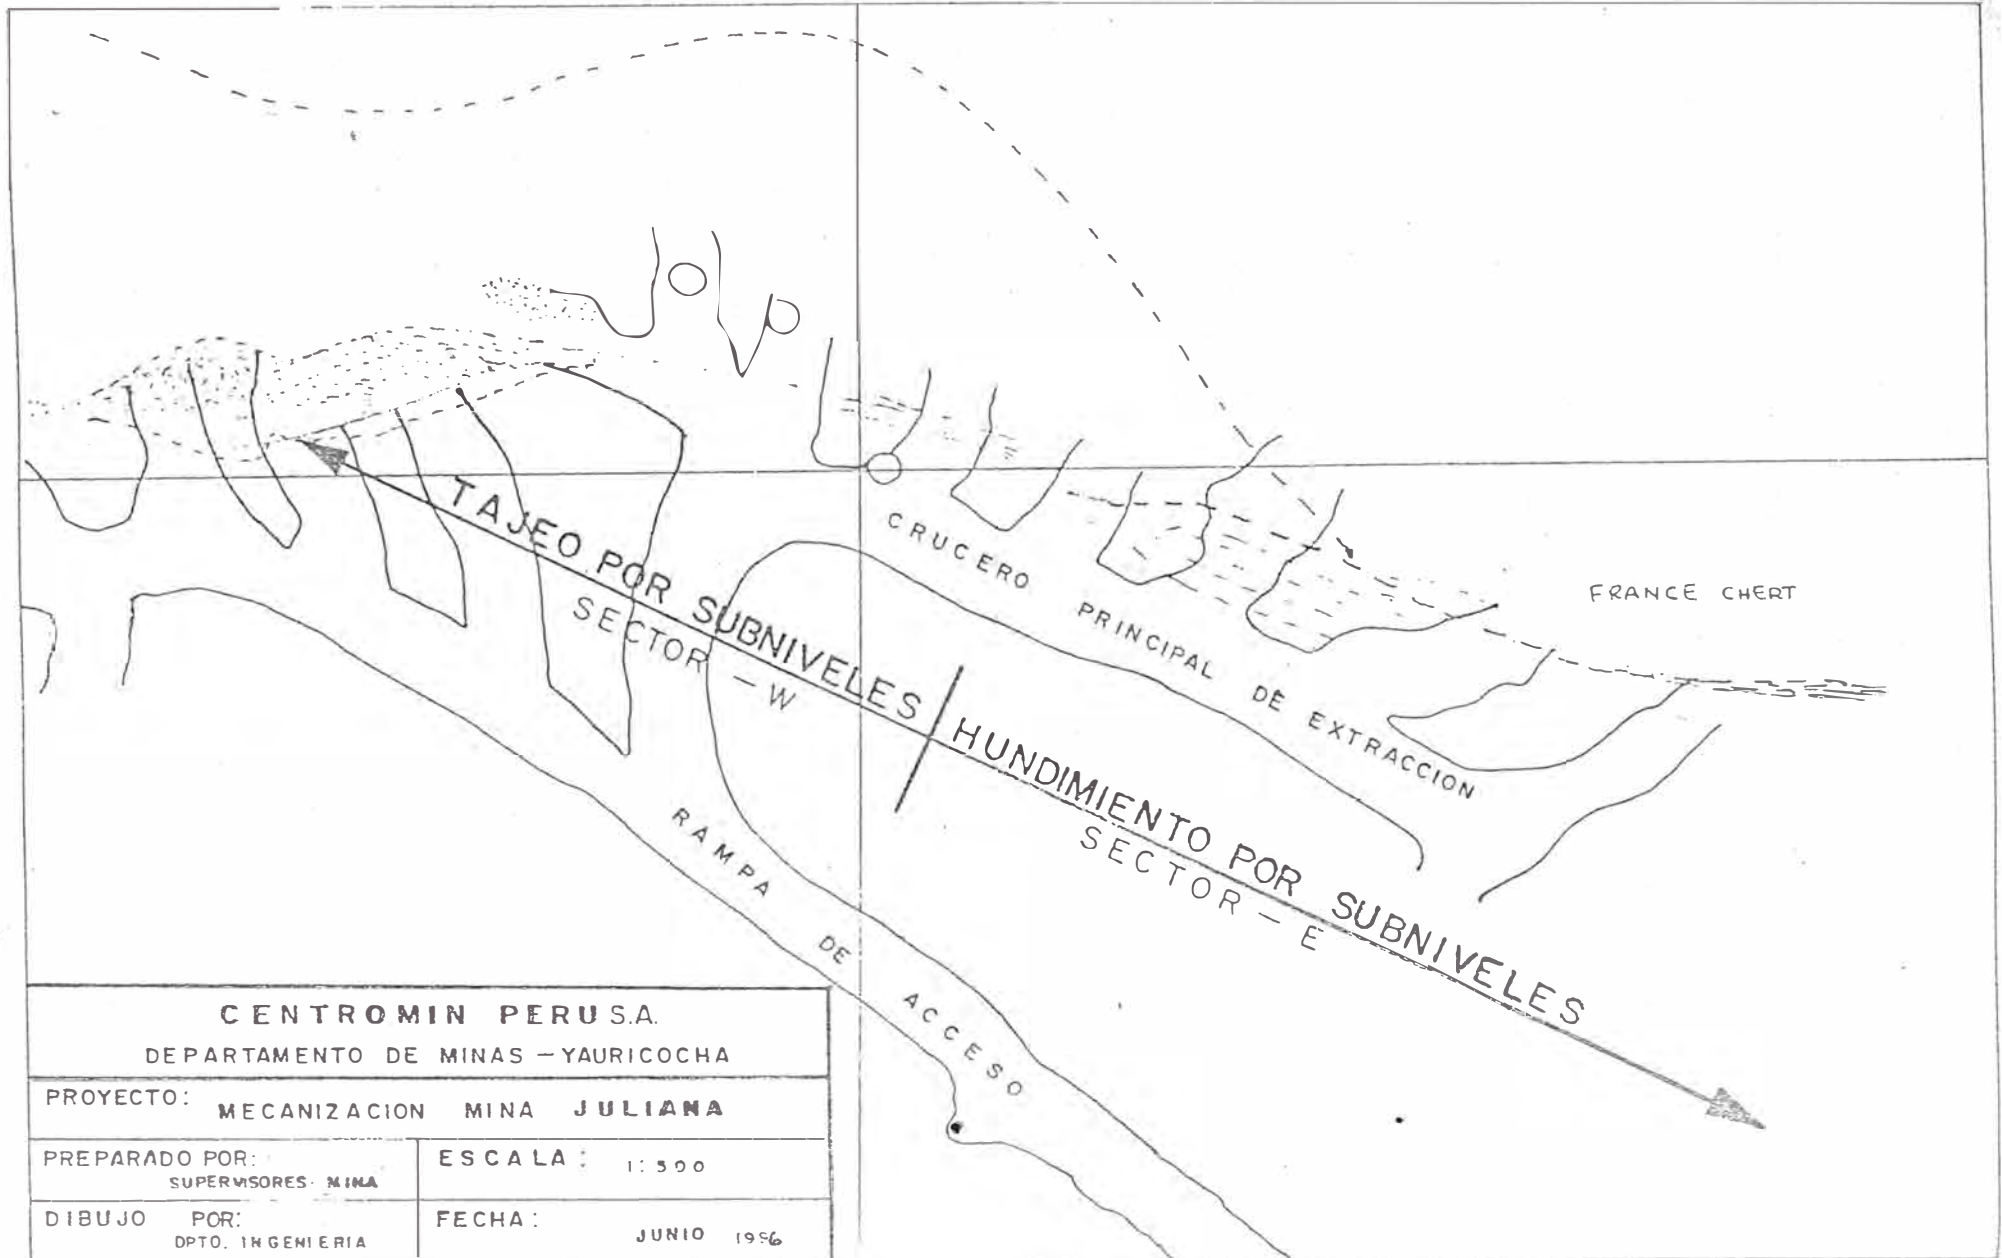 TAJEO POR SUBNIVELES
SECTOR – W
HUNDIMIENTO POR SUBNIVELES
SECTOR – E
CRUCERO PRINCIPAL DE EXTRACCION
FRANCE CHERT
RAMPA DE ACCESO
CENTROMIN PERU S.A.
DEPARTAMENTO DE MINAS – YAURICOCHA
PROYECTO: MECANIZACION MINA JULIANA
PREPARADO POR:
SUPERVISORES MINA
ESCALA: 1:500
DIBUJO POR:
DPTO. INGENIERIA
FECHA: JUNIO